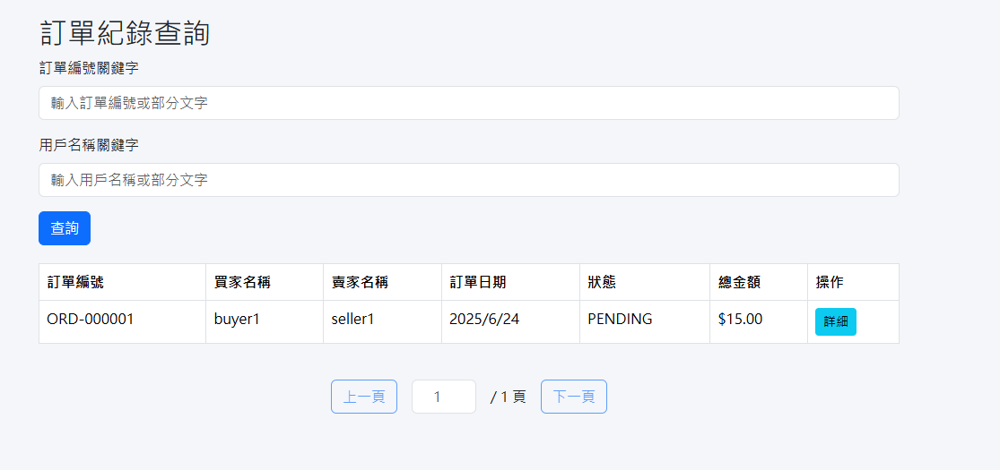 訂單紀錄查詢
訂單編號關鍵字
輸入訂單編號或部分文字
用戶名稱關鍵字
輸入用戶名稱或部分文字
查詢
訂單編號 買家名稱 賣家名稱 訂單日期 狀態 總金額 操作
ORD-000001 buyer1 seller1 2025/6/24 PENDING $15.00 詳細
上一頁 1 / 1 頁 下一頁